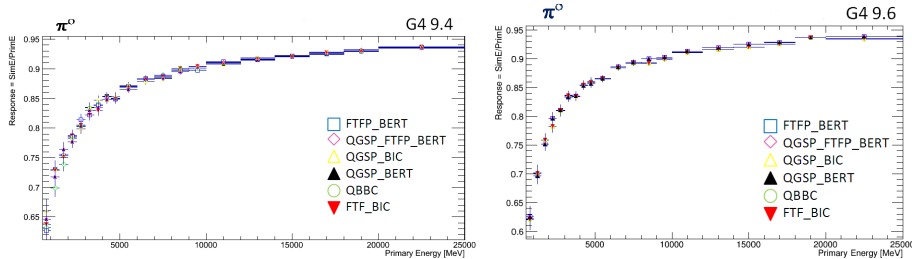 π⁰ G4 9.4
Response = SimE/PrimE
0.95
0.9
0.85
0.8
0.75
0.7
0.65
FTFP_BERT
QGSP_FTFP_BERT
QGSP_BIC
QGSP_BERT
QBBC
FTF_BIC
5000 10000 15000 20000 25000
Primary Energy [MeV]
π⁰ G4 9.6
Response = SimE/PrimE
0.95
0.9
0.85
0.8
0.75
0.7
0.65
0.6
FTFP_BERT
QGSP_FTFP_BERT
QGSP_BIC
QGSP_BERT
QBBC
FTF_BIC
5000 10000 15000 20000 25000
Primary Energy [MeV]